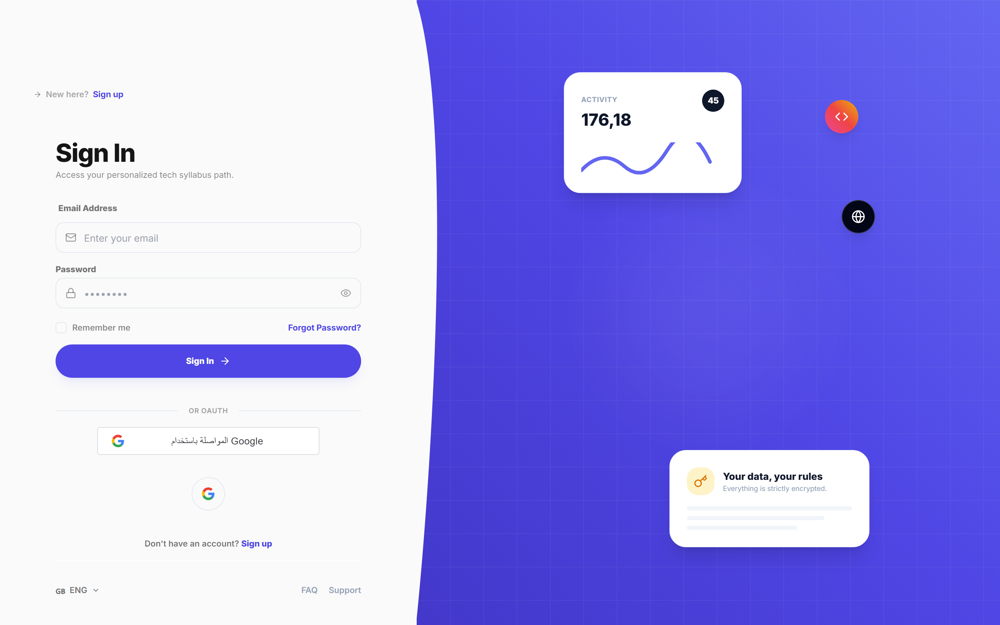 New here? Sign up
Sign In
Access your personalized tech syllabus path.
Email Address
Enter your email
Password
Remember me
Forgot Password?
Sign In
OR OAUTH
المواصلة باستخدام Google
Don't have an account? Sign up
GB ENG
FAQ
Support
ACTIVITY
45
176,18
Your data, your rules
Everything is strictly encrypted.